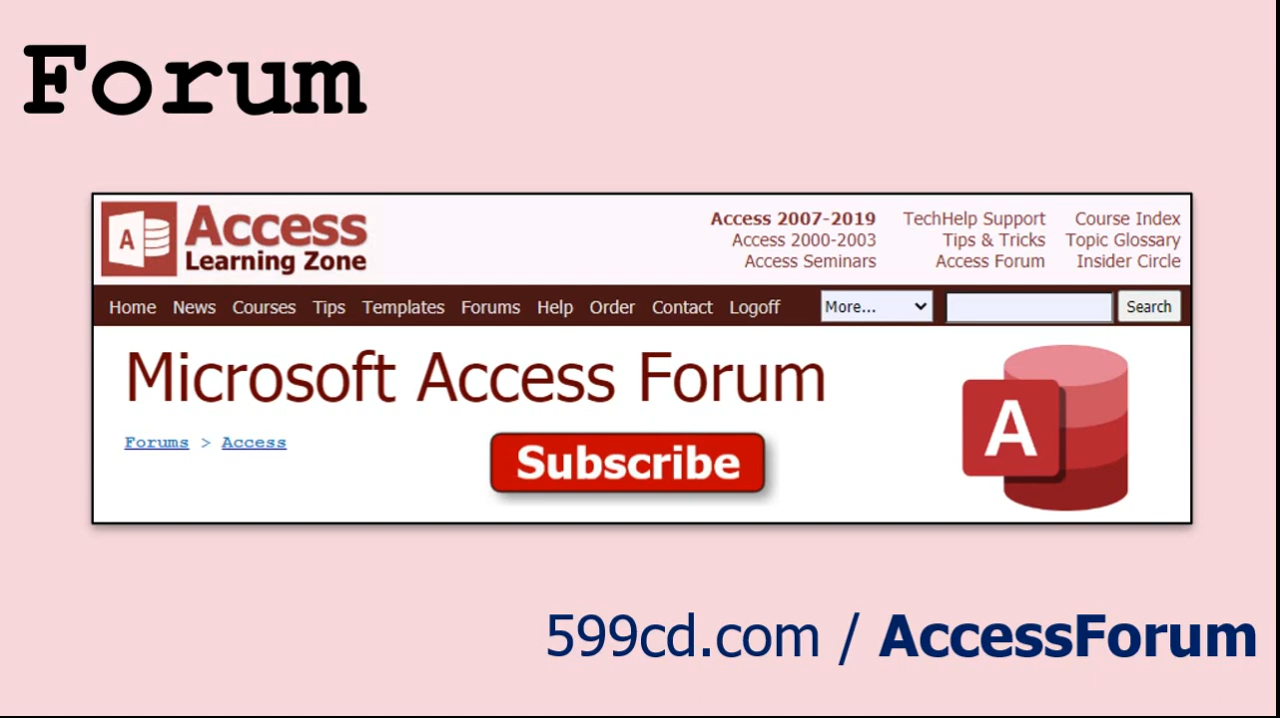 Forum
A Access
Learning Zone
Access 2007-2019 TechHelp Support Course Index
Access 2000-2003 Tips & Tricks Topic Glossary
Access Seminars Access Forum Insider Circle
Home News Courses Tips Templates Forums Help Order Contact Logoff More... Search
Microsoft Access Forum
Forums > Access
Subscribe
A
599cd.com / AccessForum